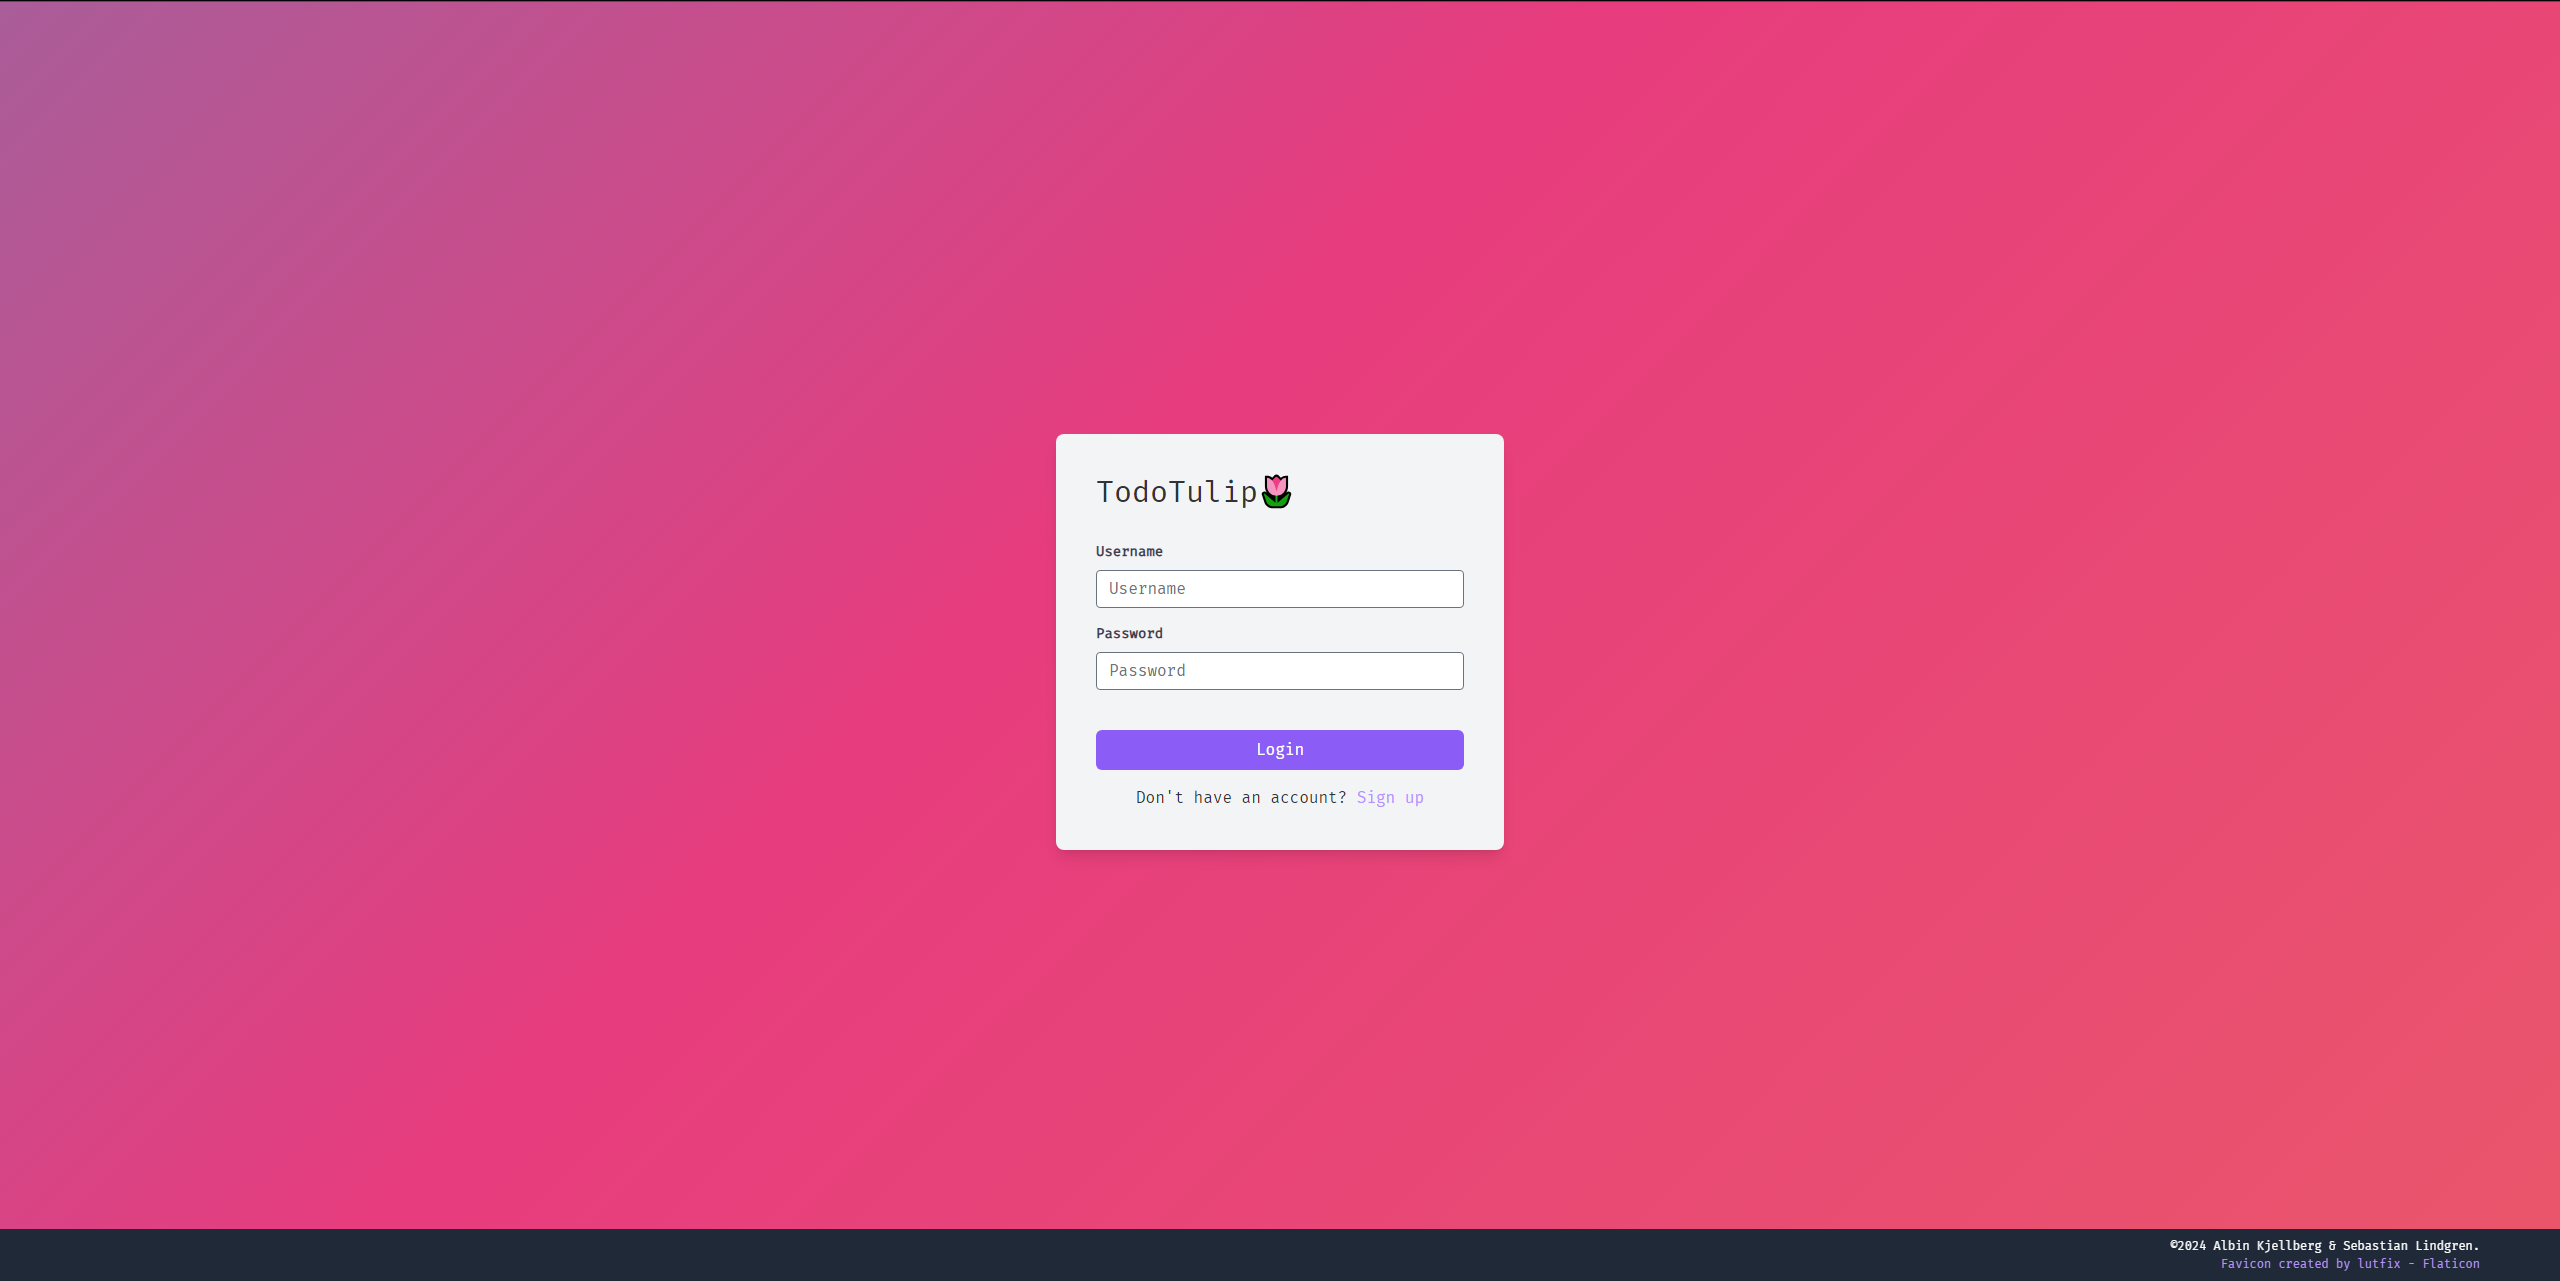 TodoTulip
Username
Username
Password
Password
Login
Don't have an account? Sign up
©2024 Albin Kjellberg & Sebastian Lindgren.
Favicon created by lutfix - Flaticon